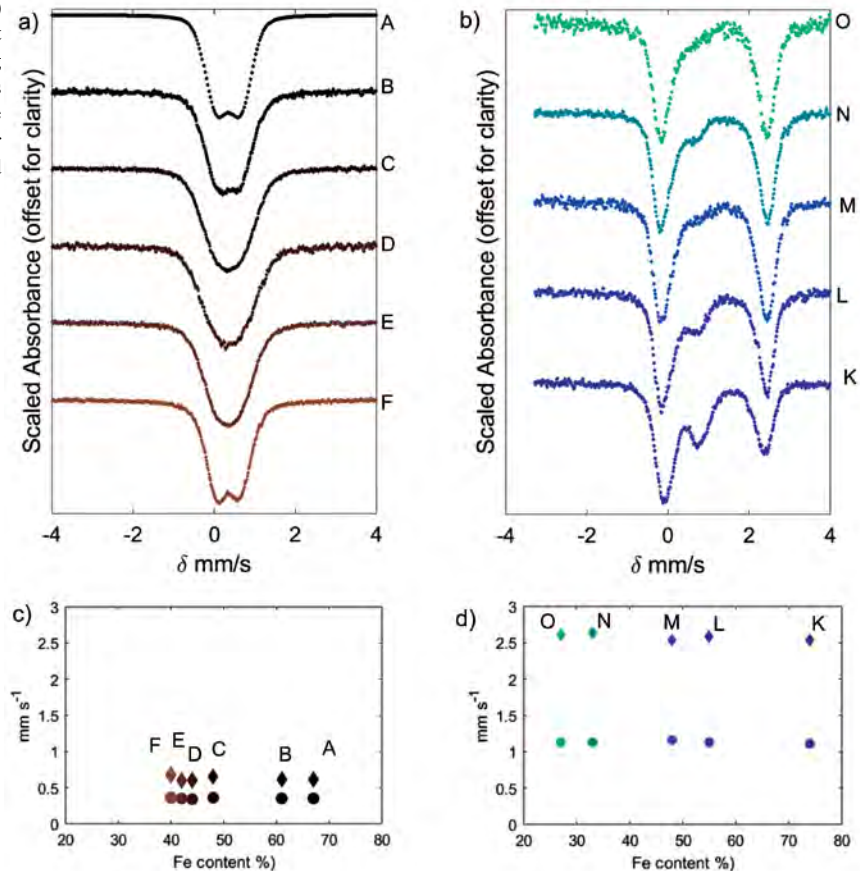 a)
A
B
C
D
E
F
Scaled Absorbance (offset for clarity)
-4 -2 0 2 4
δ mm/s
b)
O
N
M
L
K
Scaled Absorbance (offset for clarity)
-4 -2 0 2 4
δ mm/s
c)
3
2.5
2
1.5
1
0.5
0
mm s-1
F E D C B A
20 30 40 50 60 70 80
Fe content %)
d)
3
2.5
2
1.5
1
0.5
0
mm s-1
O N M L K
20 30 40 50 60 70 80
Fe content %)